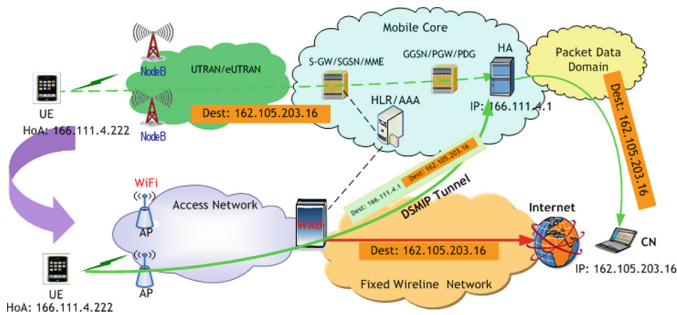 Mobile Core
NodeB
UTRAN/eUTRAN
S-GW/SGSN/MME
GGSN/PGW/PDG
HA
Packet Data
Domain
UE
HoA: 166.111.4.222
NodeB
Dest: 162.105.203.16
HLR/AAA
IP: 166.111.4.1
Dest: 162.105.203.16
WiFi
AP
Access Network
WAB
Dest: 166.111.4.1 Dest: 162.105.203.16
DSMIP Tunnel
Internet
Dest: 162.105.203.16
CN
IP: 162.105.203.16
UE
HoA: 166.111.4.222
AP
Fixed Wireline Network